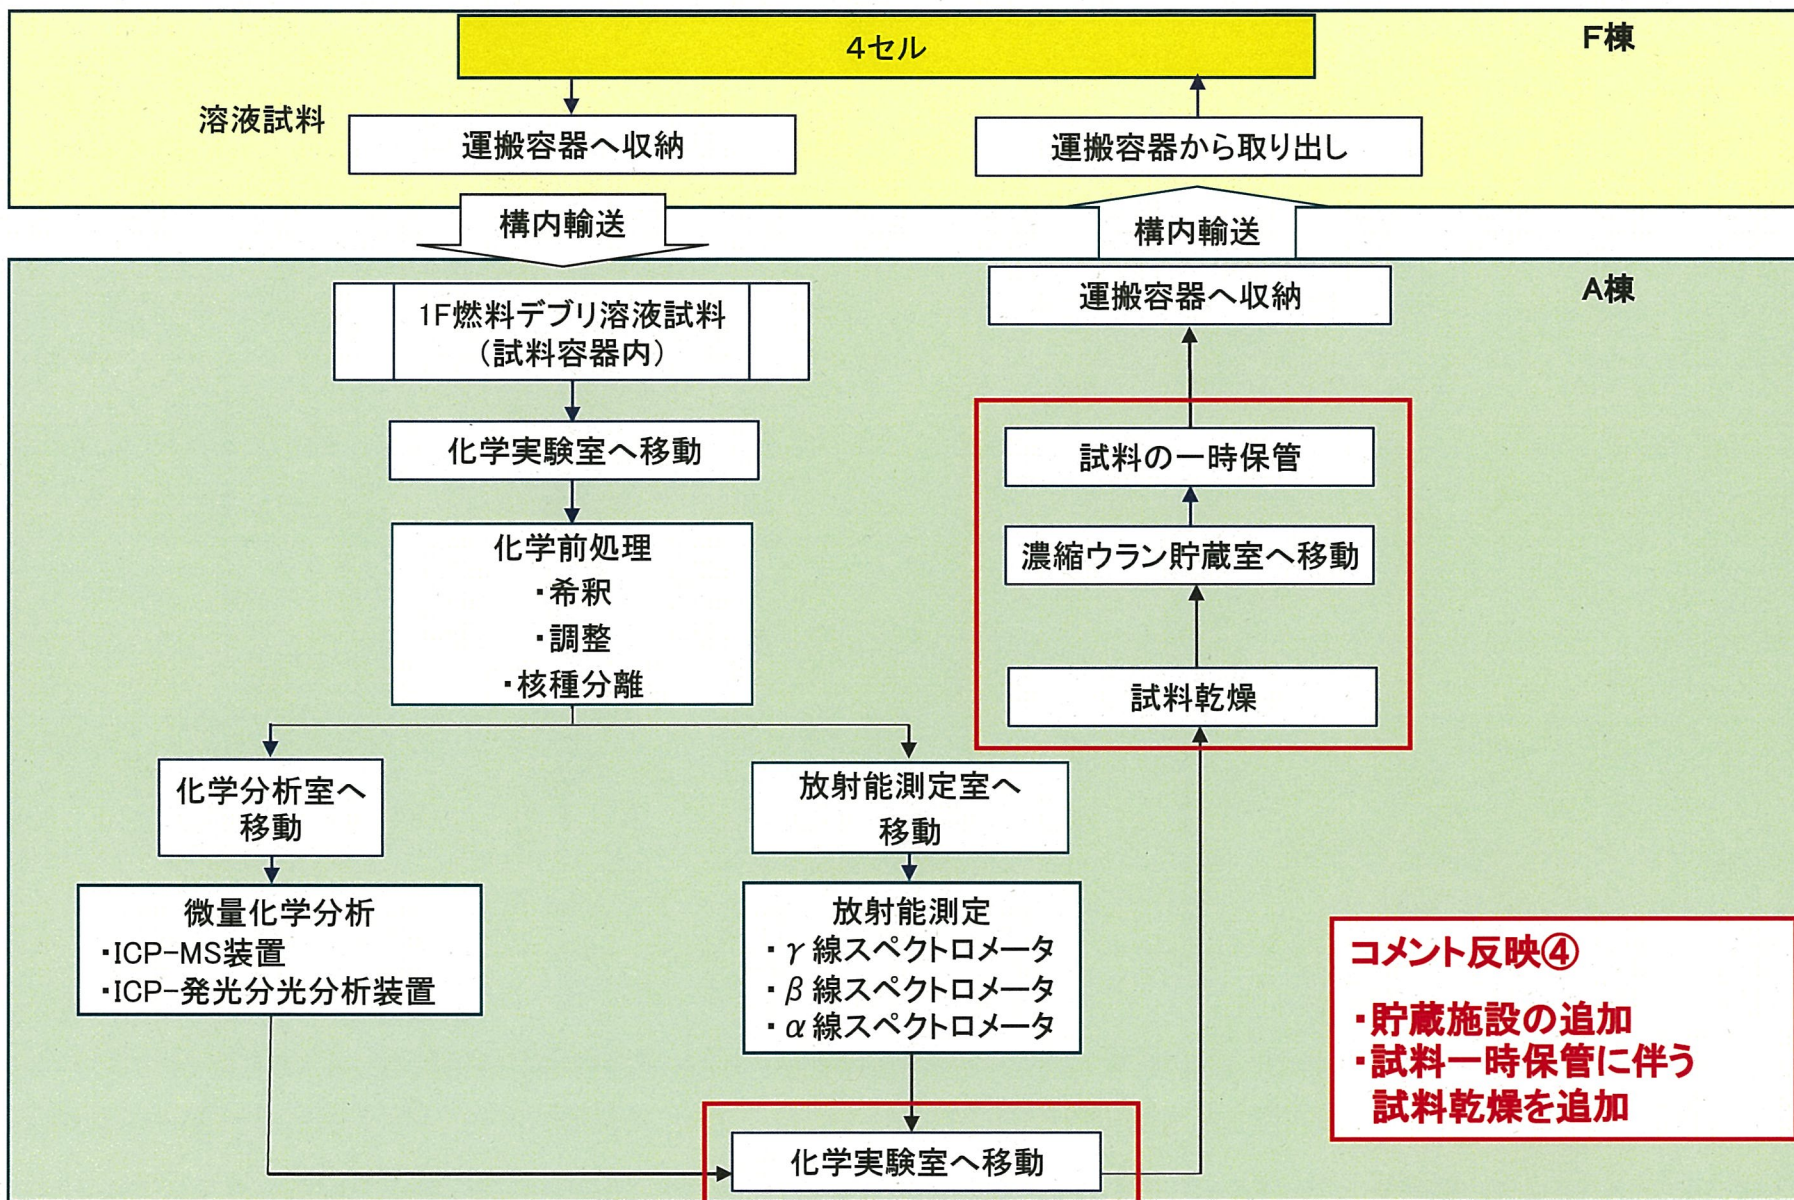 F棟
4セル
溶液試料
運搬容器へ収納
運搬容器から取り出し
構内輸送
構内輸送
A棟
1F燃料デブリ溶液試料
(試料容器内)
化学実験室へ移動
化学前処理
・希釈
・調整
・核種分離
化学分析室へ
移動
微量化学分析
・ICP-MS装置
・ICP-発光分光分析装置
放射能測定室へ
移動
放射能測定
・γ線スペクトロメータ
・β線スペクトロメータ
・α線スペクトロメータ
化学実験室へ移動
試料乾燥
濃縮ウラン貯蔵室へ移動
試料の一時保管
運搬容器へ収納
コメント反映④
・貯蔵施設の追加
・試料一時保管に伴う
試料乾燥を追加